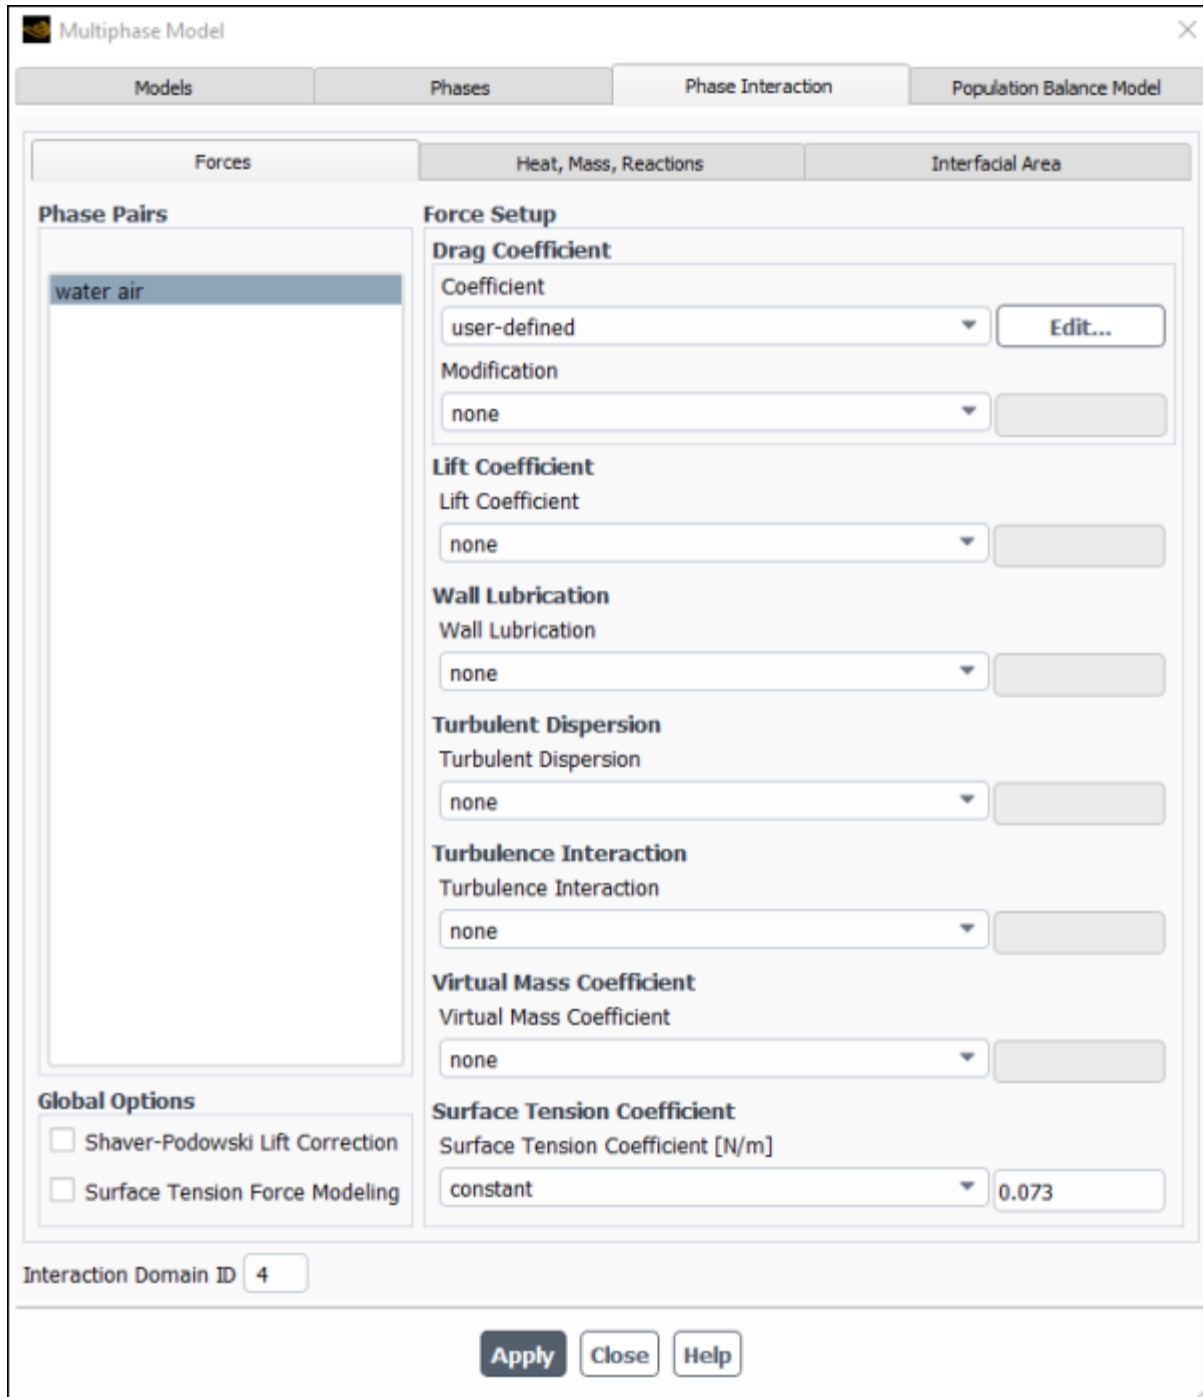 Multiphase Model
Models Phases Phase Interaction Population Balance Model
Forces Heat, Mass, Reactions Interfacial Area
Phase Pairs
water air
Global Options
Shaver-Podowski Lift Correction
Surface Tension Force Modeling
Force Setup
Drag Coefficient
Coefficient
user-defined Edit...
Modification
none
Lift Coefficient
Lift Coefficient
none
Wall Lubrication
Wall Lubrication
none
Turbulent Dispersion
Turbulent Dispersion
none
Turbulence Interaction
Turbulence Interaction
none
Virtual Mass Coefficient
Virtual Mass Coefficient
none
Surface Tension Coefficient
Surface Tension Coefficient [N/m]
constant 0.073
Interaction Domain ID 4
Apply Close Help